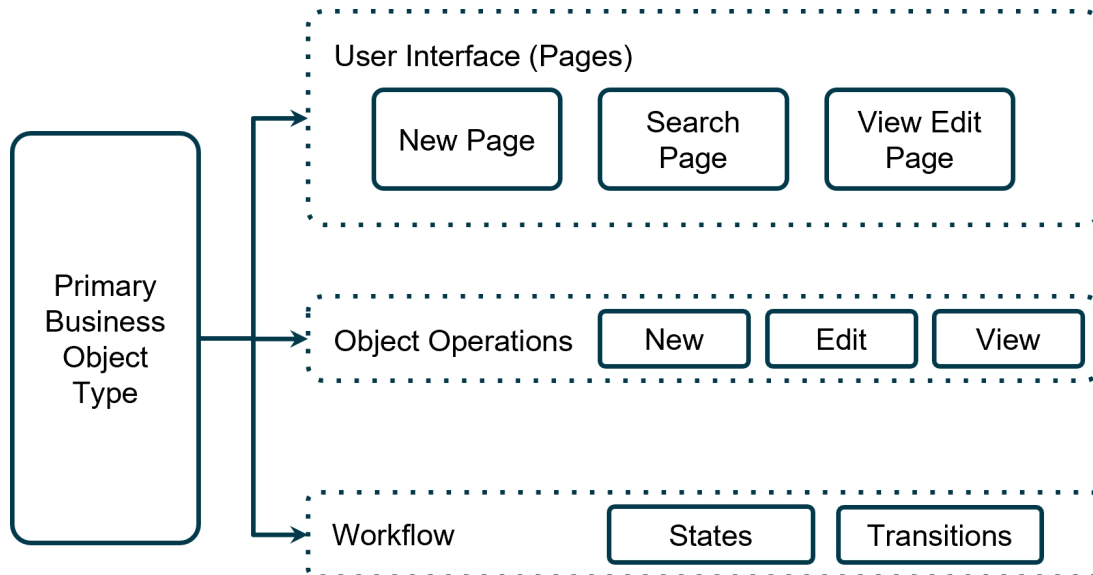 User Interface (Pages)
New Page
Search
Page
View Edit
Page
Primary
Business
Object
Type
Object Operations
New
Edit
View
Workflow
States
Transitions